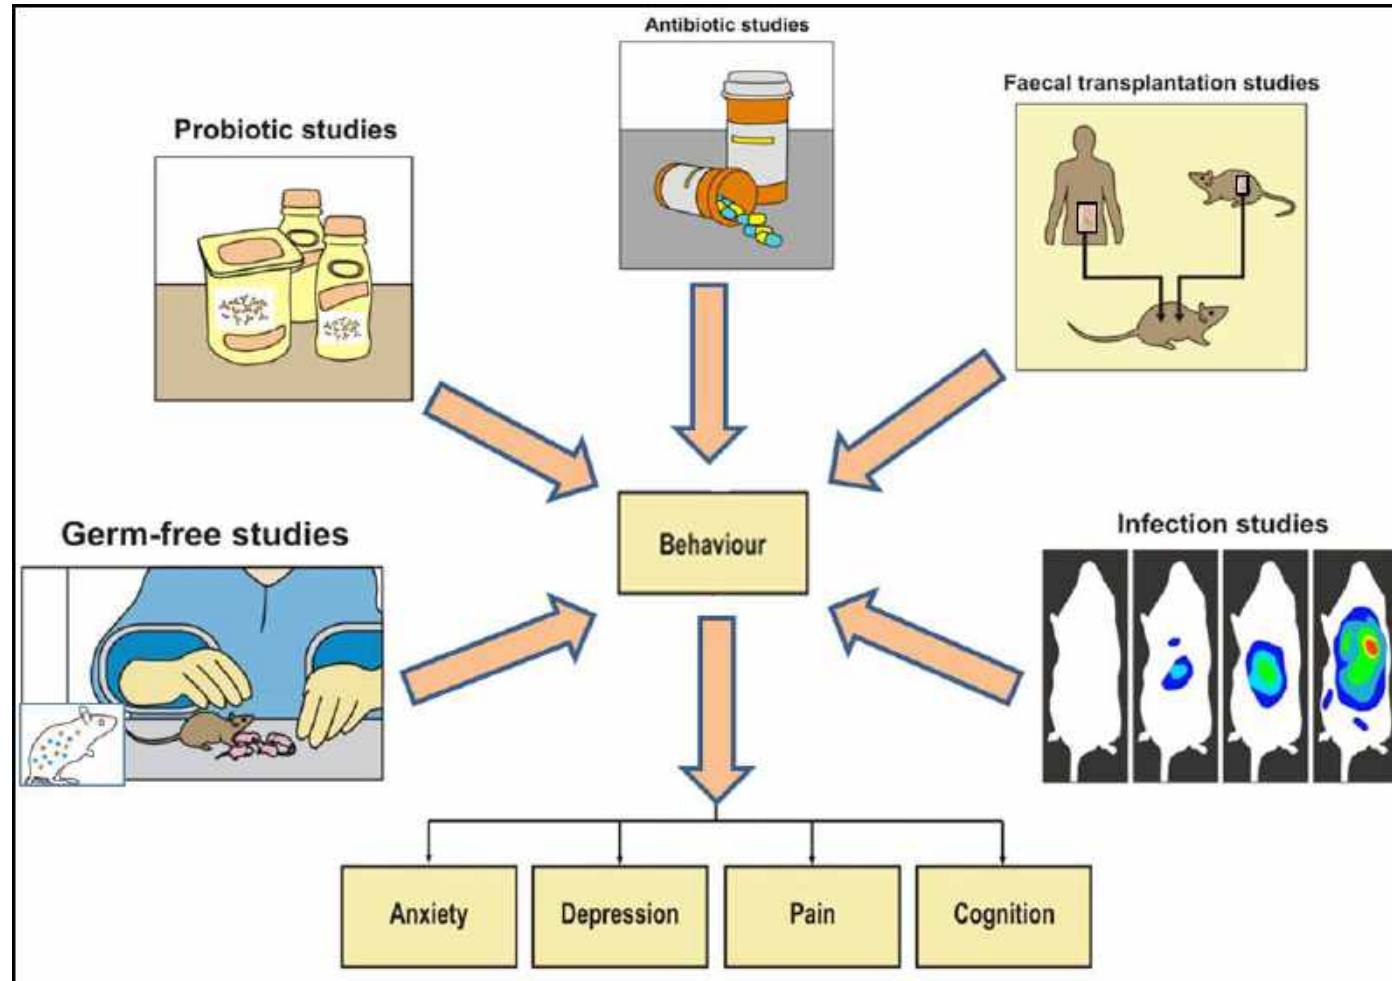 Antibiotic studies
Faecal transplantation studies
Probiotic studies
Infection studies
Germ-free studies
Behaviour
Anxiety
Depression
Pain
Cognition